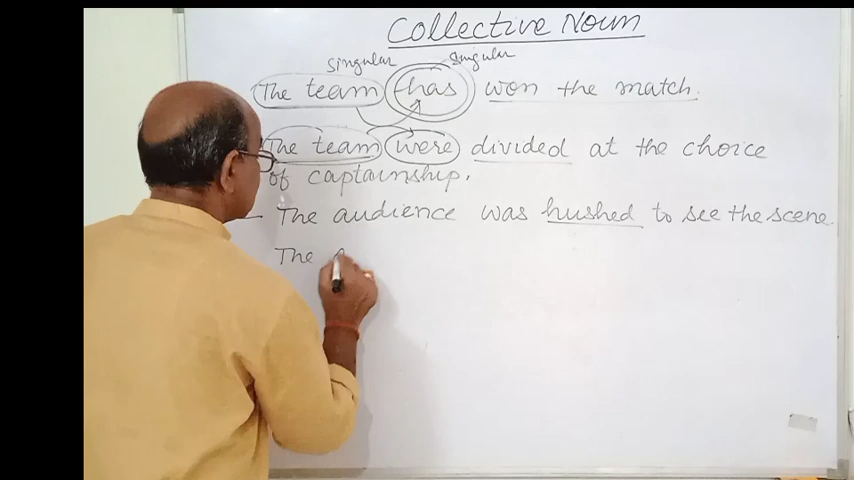 Collective Noun
singular singular
The team has won the match.
The team were divided at the choice
of captainship.
The audience was hushed to see the scene.
The